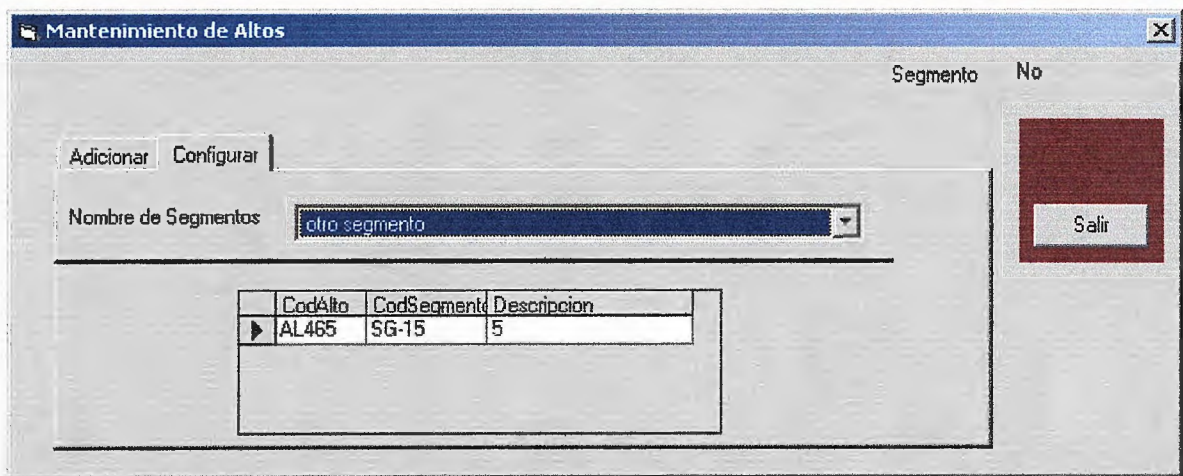 Mantenimiento de Altos
Segmento No
Adicionar Configurar
Nombre de Segmentos otro segmento
Salir
CodAlto CodSegmento Descripcion
AL465 SG-15 5